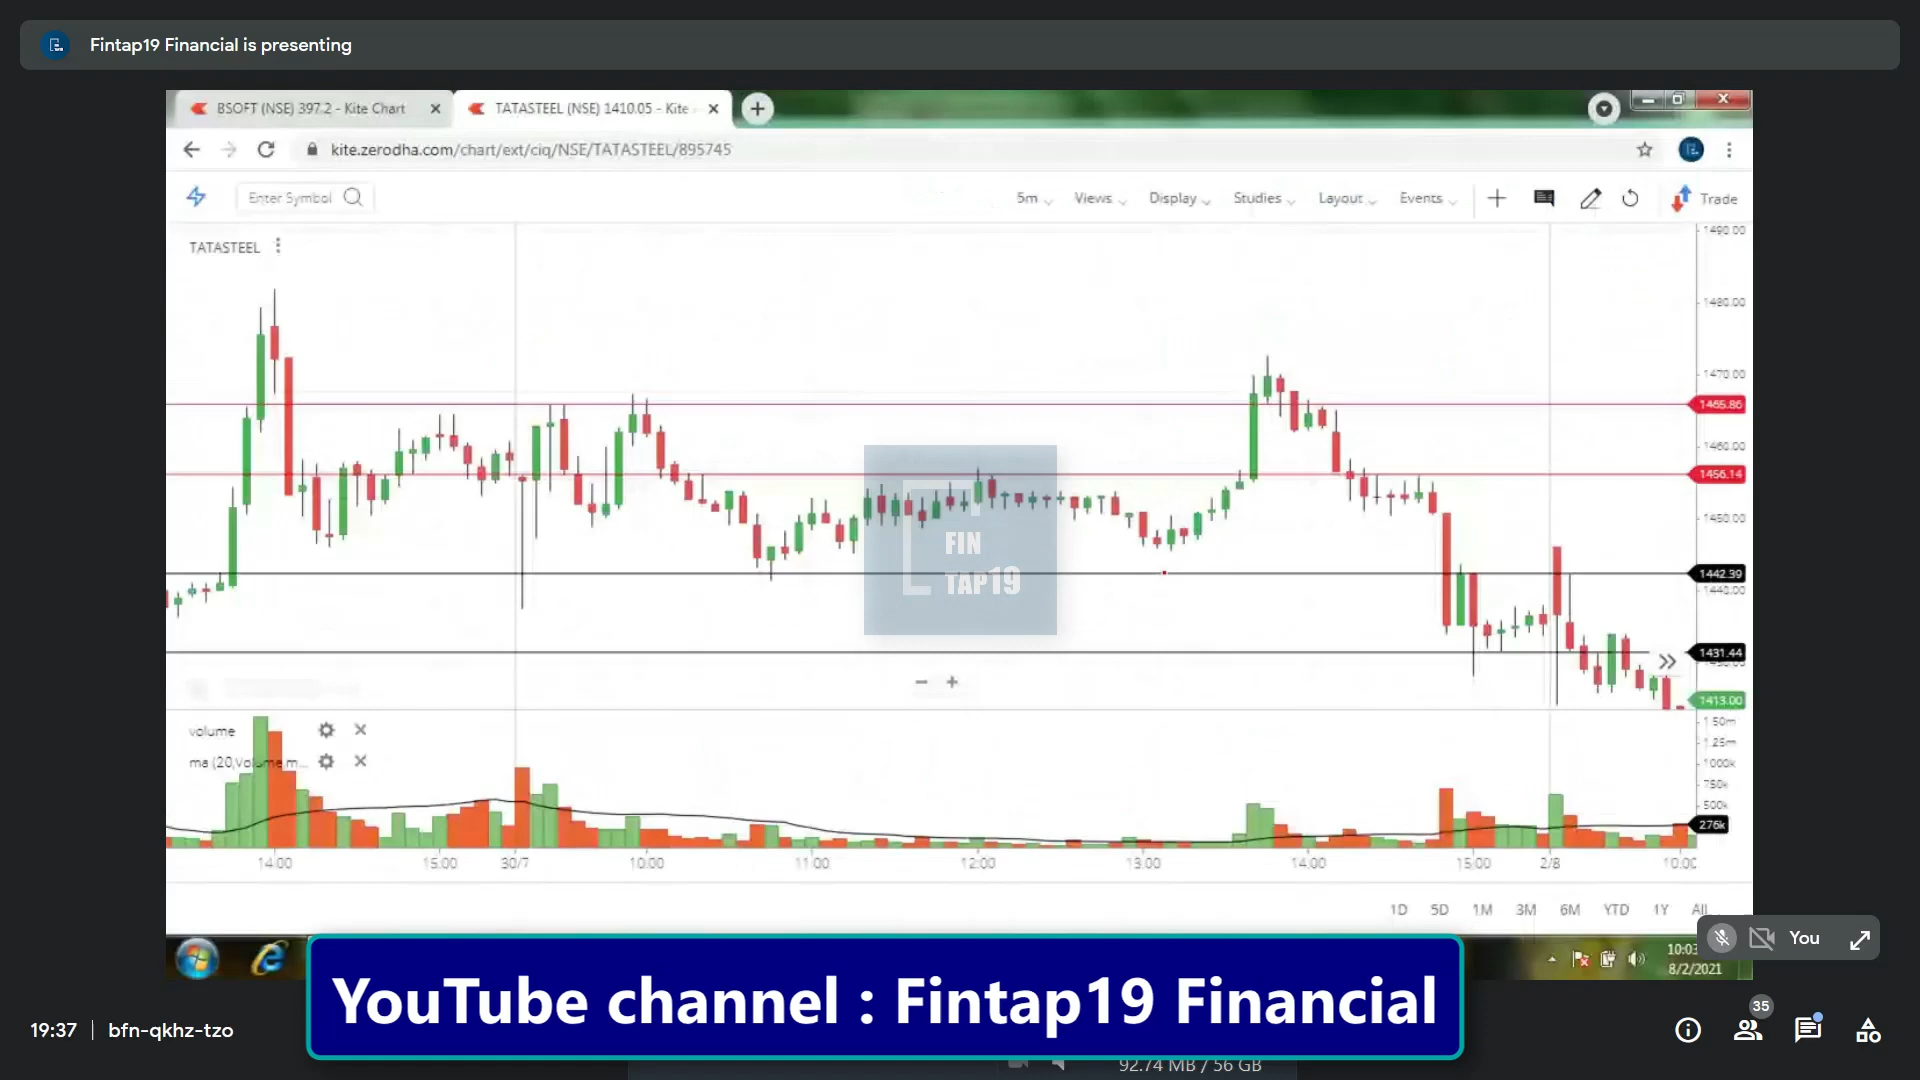 Fintap19 Financial is presenting
BSOFT (NSE) 397.2 - Kite Chart
TATASTEEL (NSE) 1410.05 - Kite
kite.zerodha.com/chart/ext/ciq/NSE/TATASTEEL/895745
Enter Symbol
5m Views Display Studies Layout Events Trade
TATASTEEL
1490.00
1480.00
1470.00
1465.86
1460.00
1456.14
1450.00
1442.39
1440.00
1431.44
1413.00
FIN
TAP19
volume
ma (20,Volume,m...
1.50m
1.25m
1000k
750k
500k
276k
14:00 15:00 30/7 10:00 11:00 12:00 13:00 14:00 15:00 2/8 10:00
1D 5D 1M 3M 6M YTD 1Y All
You
10:03
8/2/2021
YouTube channel : Fintap19 Financial
19:37 | bfn-qkhz-tzo
35
92.74 MB / 56 GB